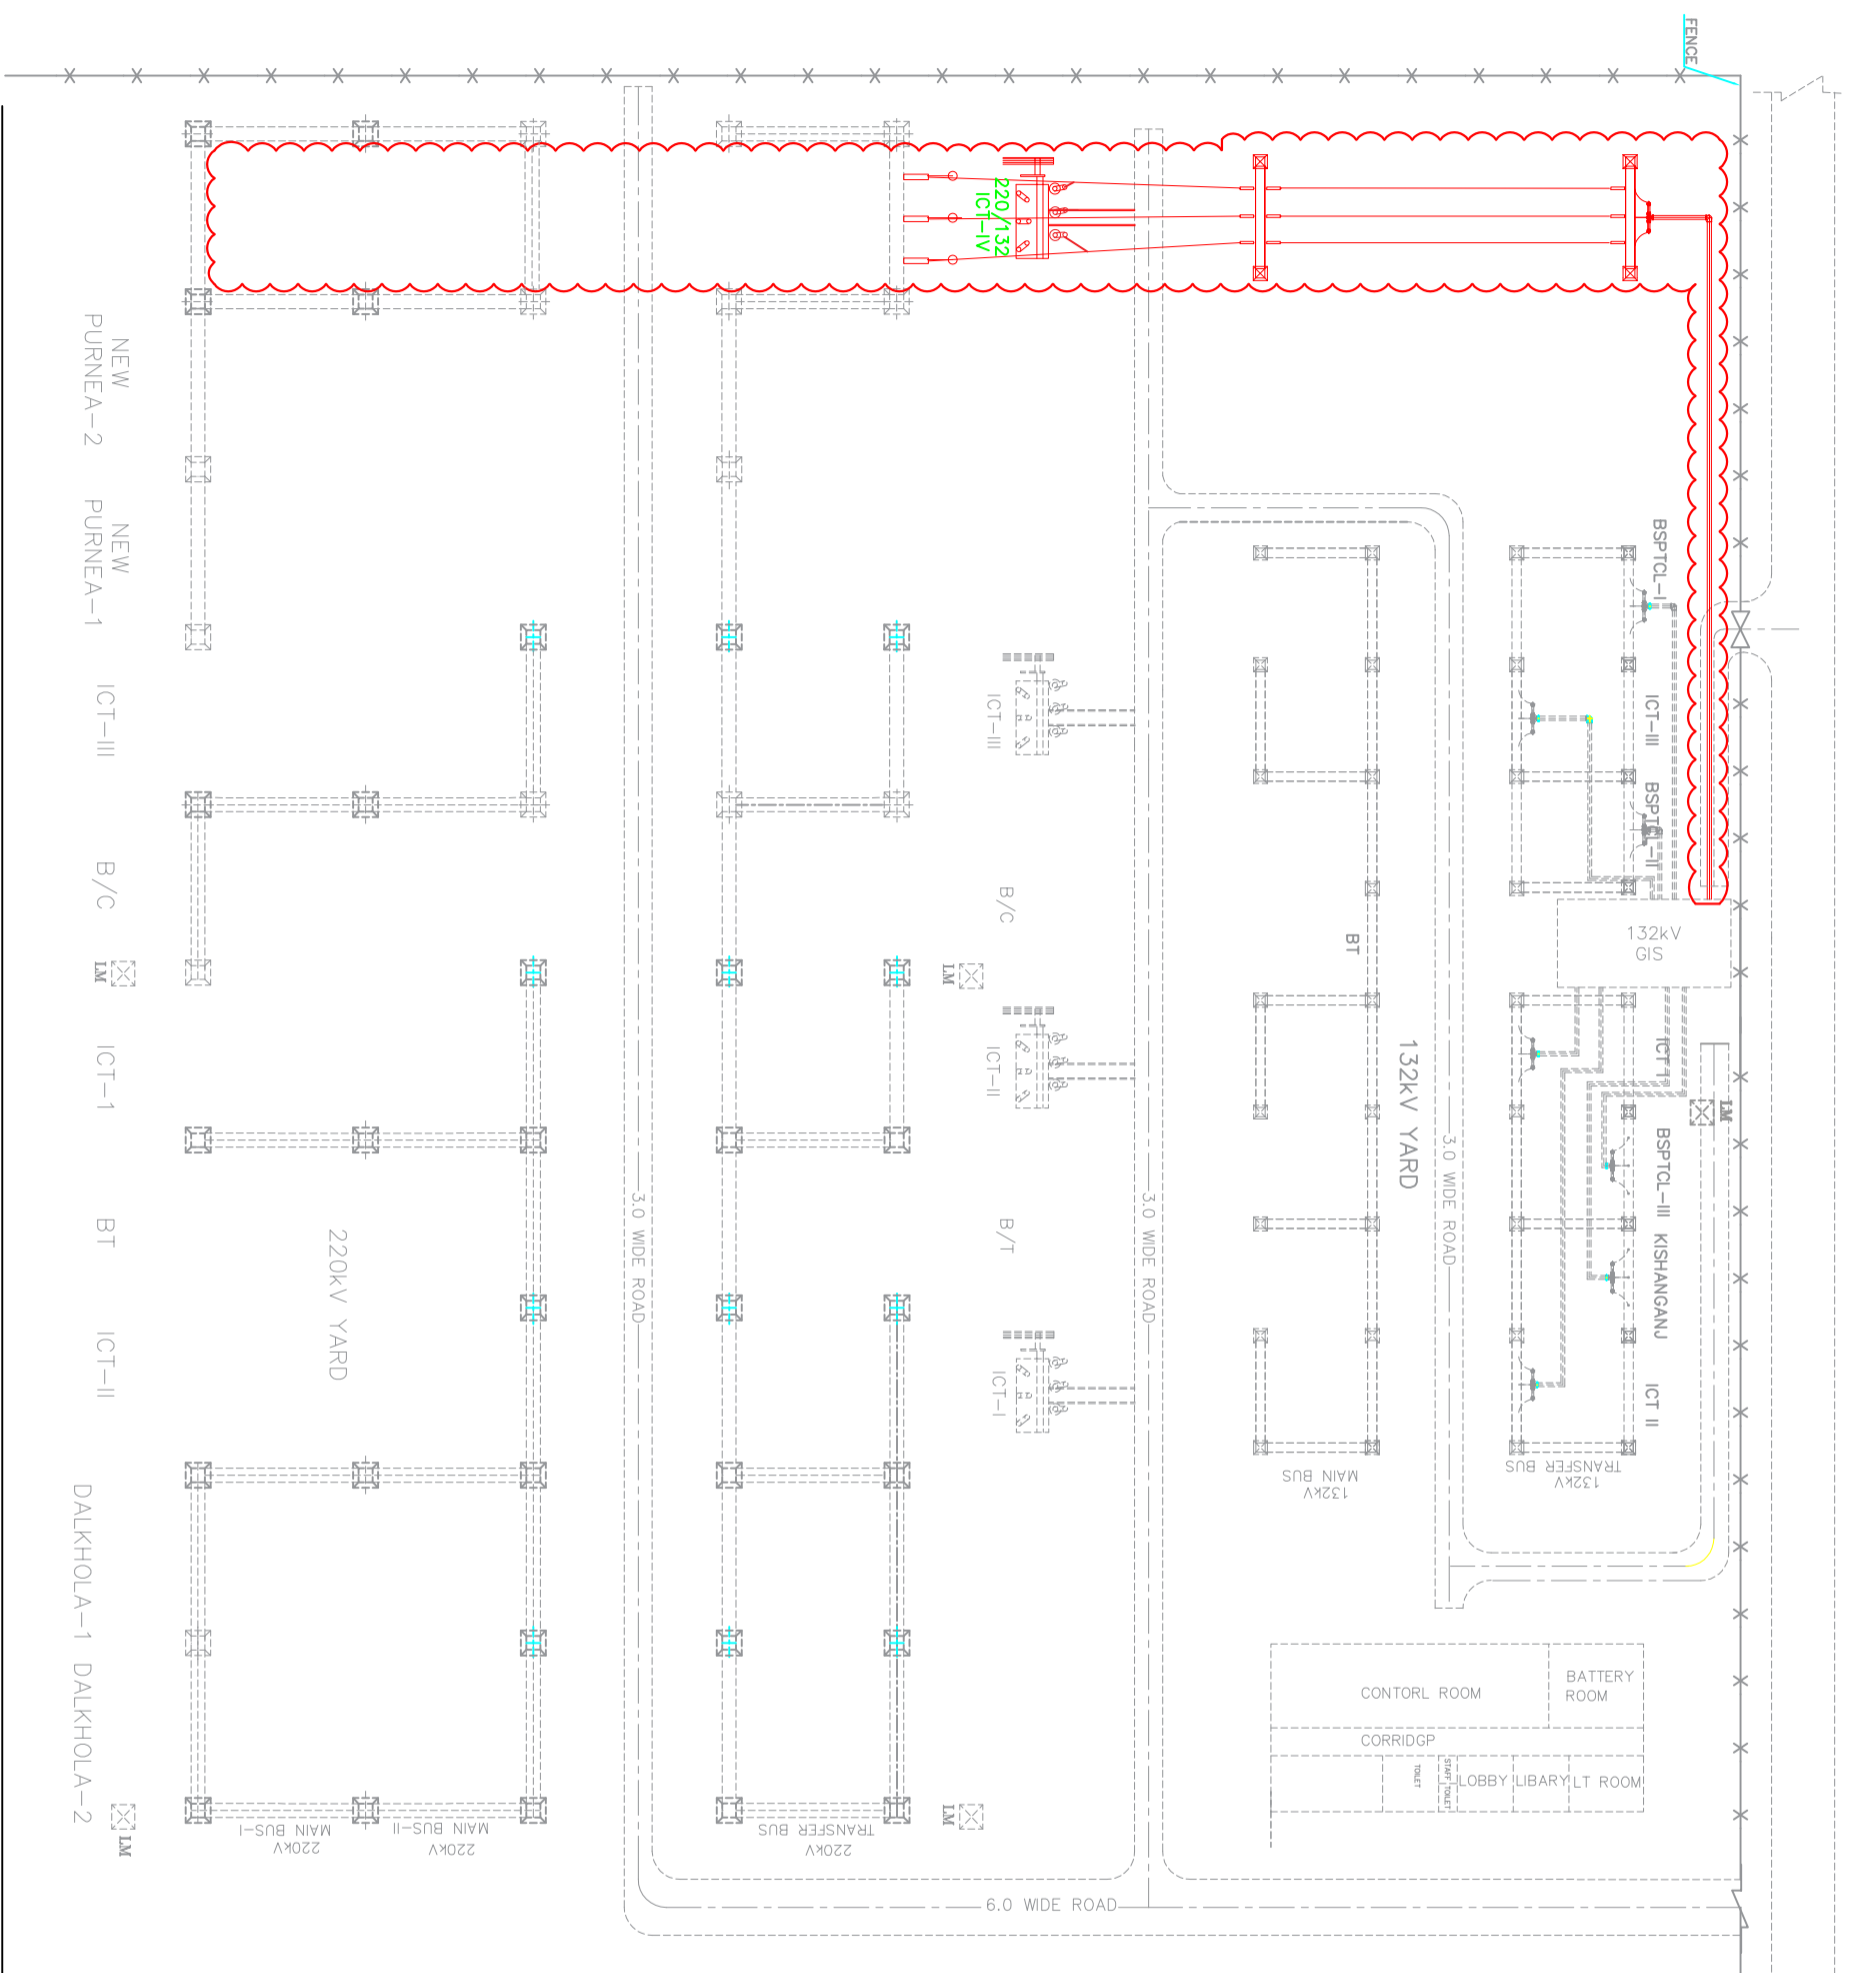 FENCE
220/132
ICT-IV
NEW
PURNEA-2
NEW
PURNEA-1
ICT-III
B/C
LM
ICT-1
BT
ICT-II
DALKHOLA-1
DALKHOLA-2
LM
220kV YARD
220kV
MAIN BUS-I
220kV
MAIN BUS-II
220kV
TRANSFER BUS
3.0 WIDE ROAD
ICT-III
B/C
LM
ICT-II
B/T
ICT-I
LM
3.0 WIDE ROAD
BT
132kV YARD
132kV
MAIN BUS
3.0 WIDE ROAD
132kV
TRANSFER BUS
BSPTCL-I
ICT-III
BSPTCL-II
132kV
GIS
ICT-I
LM
BSPTCL-III
KISHANGANJ
ICT II
BATTERY
ROOM
CONTORL ROOM
CORRIDGP
TOILET
STAFF TOILET
LOBBY
LIBARY
LT ROOM
6.0 WIDE ROAD